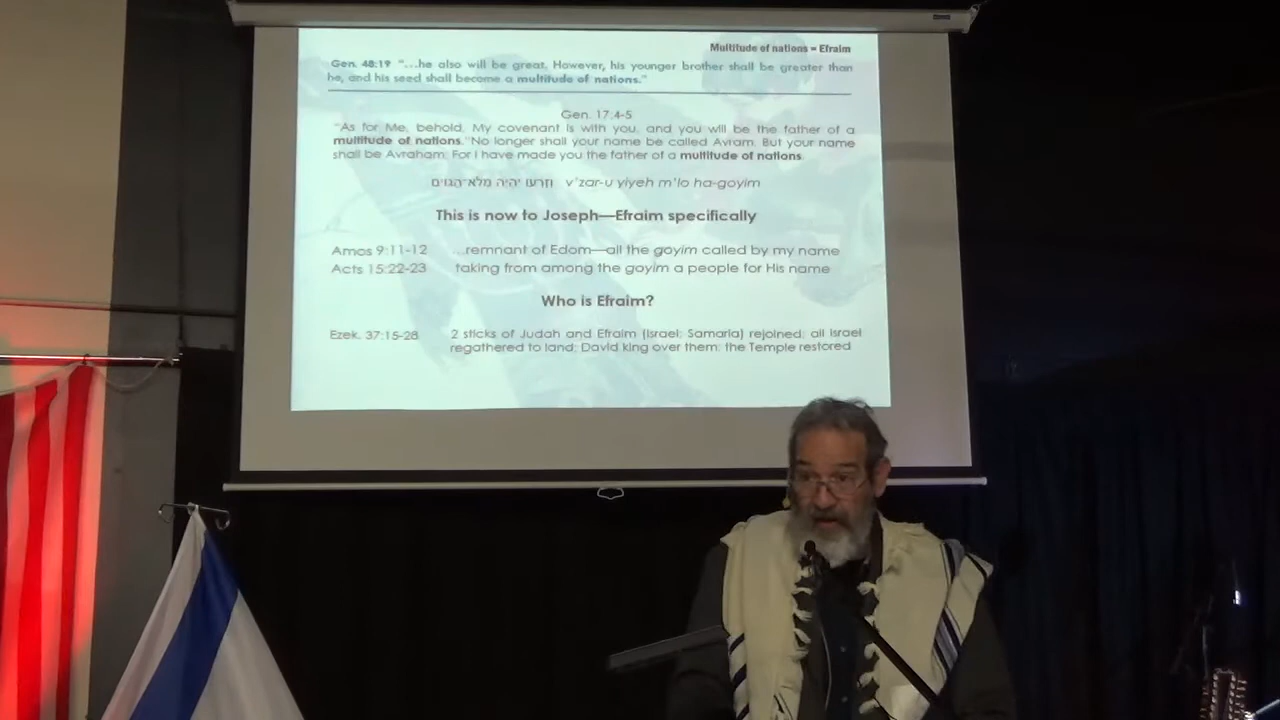 Multitude of nations = Efraim
Gen. 48:19 "...he also will be great. However, his younger brother shall be greater than
he, and his seed shall become a multitude of nations."
Gen. 17:4-5
"As for Me, behold, My covenant is with you, and you will be the father of a
multitude of nations. "No longer shall your name be called Avram. But your name
shall be Avraham; For I have made you the father of a multitude of nations.
וזרעו יהיה מלא־הגוים v'zar-u yiyeh m'lo ha-goyim
This is now to Joseph—Efraim specifically
Amos 9:11-12 ...remnant of Edom—all the goyim called by my name
Acts 15:22-23 taking from among the goyim a people for His name
Who is Efraim?
Ezek. 37:15-28 2 sticks of Judah and Efraim (Israel; Samaria) rejoined; all Israel
regathered to land; David king over them; the Temple restored